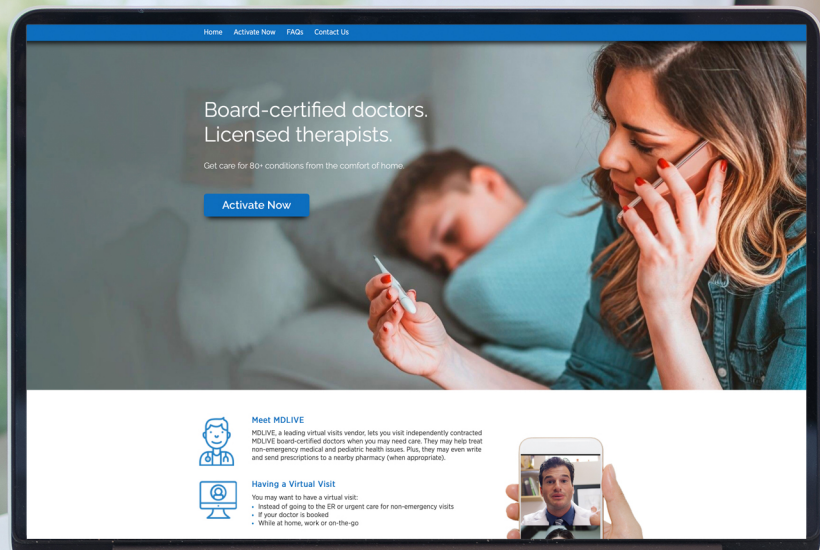 Home Activate Now FAQs Contact Us
Board-certified doctors.
Licensed therapists.
Get care for 80+ conditions from the comfort of home.
Activate Now
Meet MDLIVE
MDLIVE, a leading virtual visits vendor, lets you visit independently contracted
MDLIVE board-certified doctors when you may need care. They may help treat
non-emergency medical and pediatric health issues. Plus, they may even write
and send prescriptions to a nearby pharmacy (when appropriate).
Having a Virtual Visit
You may want to have a virtual visit:
• Instead of going to the ER or urgent care for non-emergency visits
• If your doctor is booked
• While at home, work or on-the-go